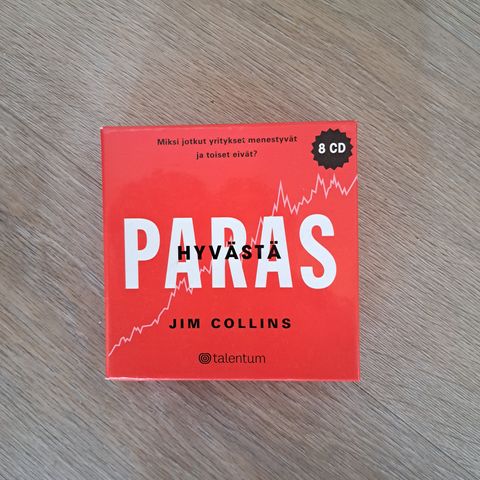 Miksi jotkut yritykset menestyvät
ja toiset eivät?
8 CD
HYVÄSTÄ
PARAS
JIM COLLINS
talentum